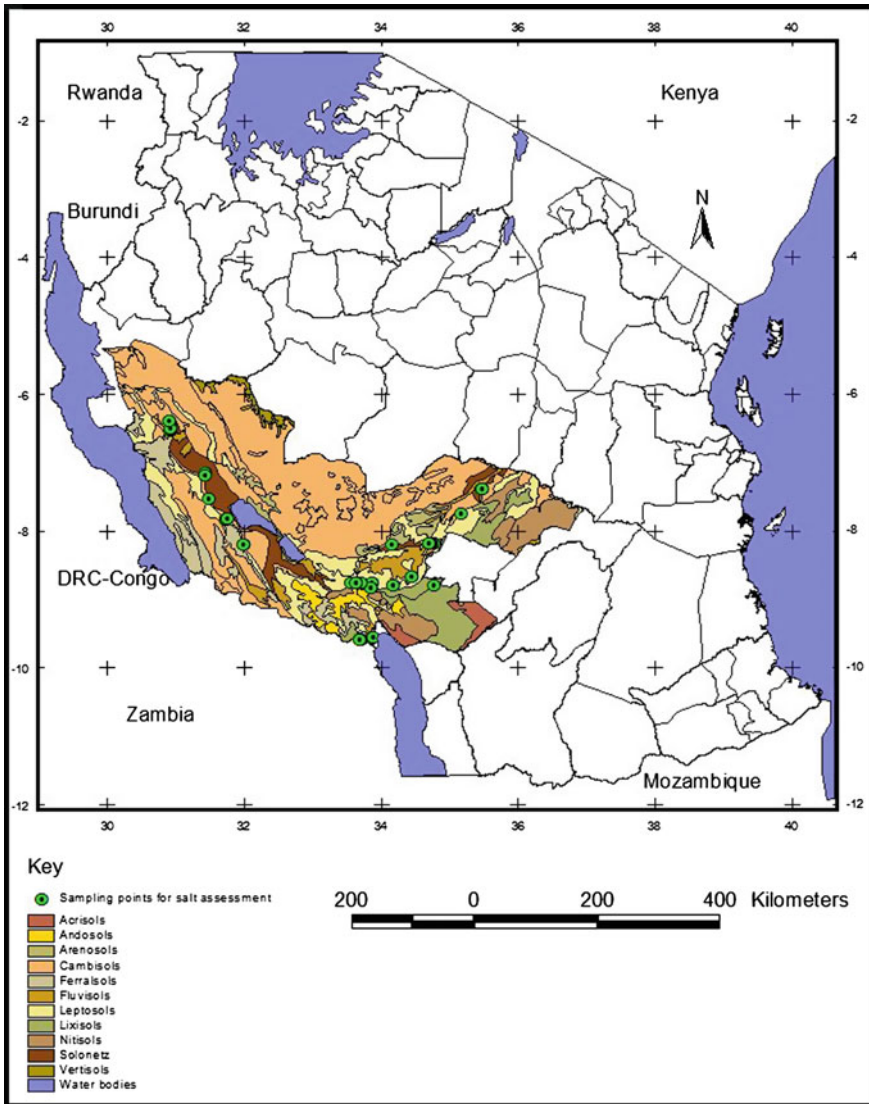 30 32 34 36 38 40
Rwanda
Kenya
-2 -2
Burundi
N
-4 -4
-6 -6
-8 -8
DRC-Congo
-10 -10
Zambia
Mozambique
-12 -12
30 32 34 36 38 40
Key
Sampling points for salt assessment
200 0 200 400 Kilometers
Acrisols
Andosols
Arenosols
Cambisols
Ferralsols
Fluvisols
Leptosols
Lixisols
Nitisols
Solonetz
Vertisols
Water bodies